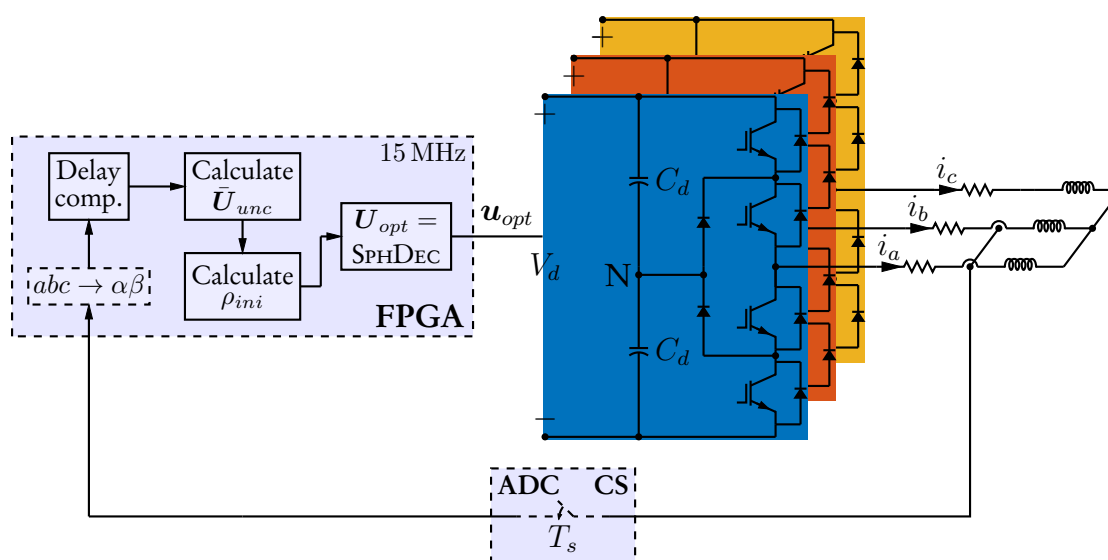 15 MHz
Delay
comp.
Calculate
Ū_unc
abc → αβ
Calculate
ρ_ini
U_opt =
SPHDEC
FPGA
u_opt
+
+
+
V_d
N
C_d
C_d
+
i_c
i_b
i_a
ADC CS
T_s